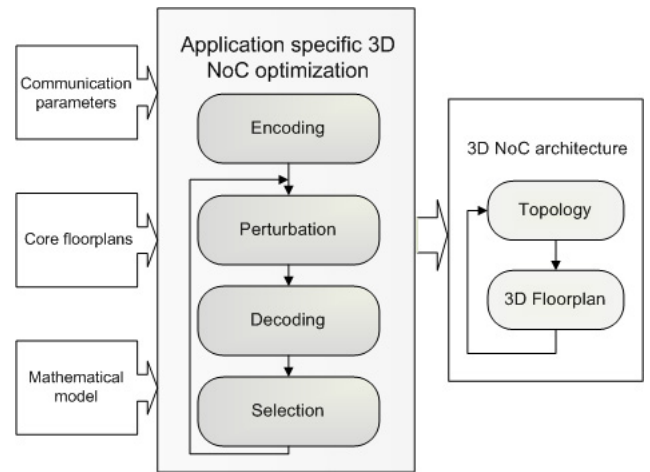 Communication
parameters
Core floorplans
Mathematical
model
Application specific 3D
NoC optimization
Encoding
Perturbation
Decoding
Selection
3D NoC architecture
Topology
3D Floorplan